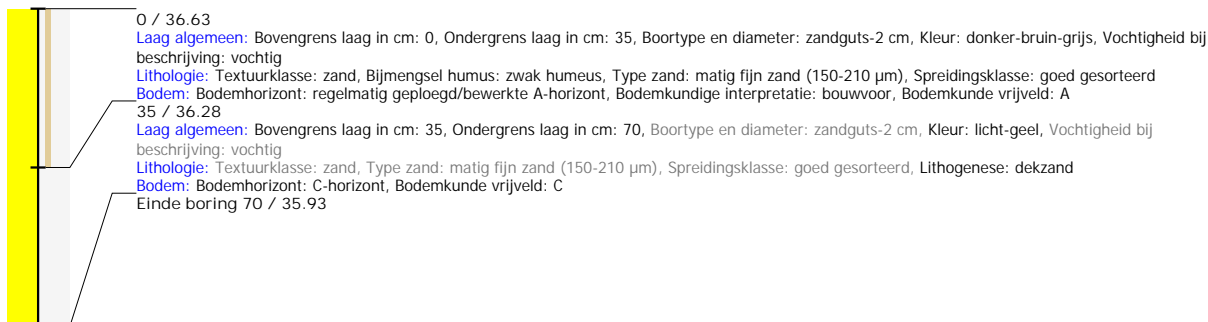 0 / 36.63
Laag algemeen: Bovengrens laag in cm: 0, Ondergrens laag in cm: 35, Boortype en diameter: zandguts-2 cm, Kleur: donker-bruin-grijs, Vochtigheid bij
beschrijving: vochtig
Lithologie: Textuurklasse: zand, Bijmengsel humus: zwak humeus, Type zand: matig fijn zand (150-210 µm), Spreidingsklasse: goed gesorteerd
Bodem: Bodemhorizont: regelmatig geploegd/bewerkte A-horizont, Bodemkundige interpretatie: bouwvoor, Bodemkunde vrijveld: A
35 / 36.28
Laag algemeen: Bovengrens laag in cm: 35, Ondergrens laag in cm: 70, Boortype en diameter: zandguts-2 cm, Kleur: licht-geel, Vochtigheid bij
beschrijving: vochtig
Lithologie: Textuurklasse: zand, Type zand: matig fijn zand (150-210 µm), Spreidingsklasse: goed gesorteerd, Lithogenese: dekzand
Bodem: Bodemhorizont: C-horizont, Bodemkunde vrijveld: C
Einde boring 70 / 35.93